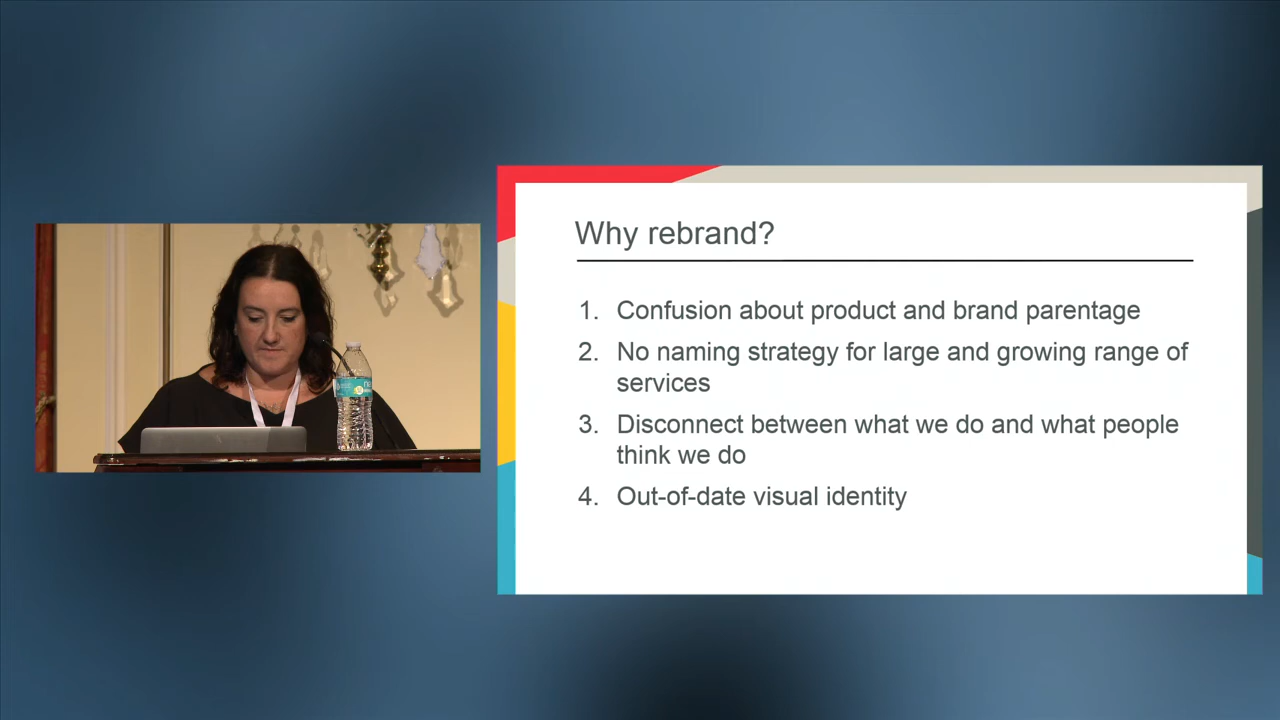 Why rebrand?
1. Confusion about product and brand parentage
2. No naming strategy for large and growing range of
services
3. Disconnect between what we do and what people
think we do
4. Out-of-date visual identity